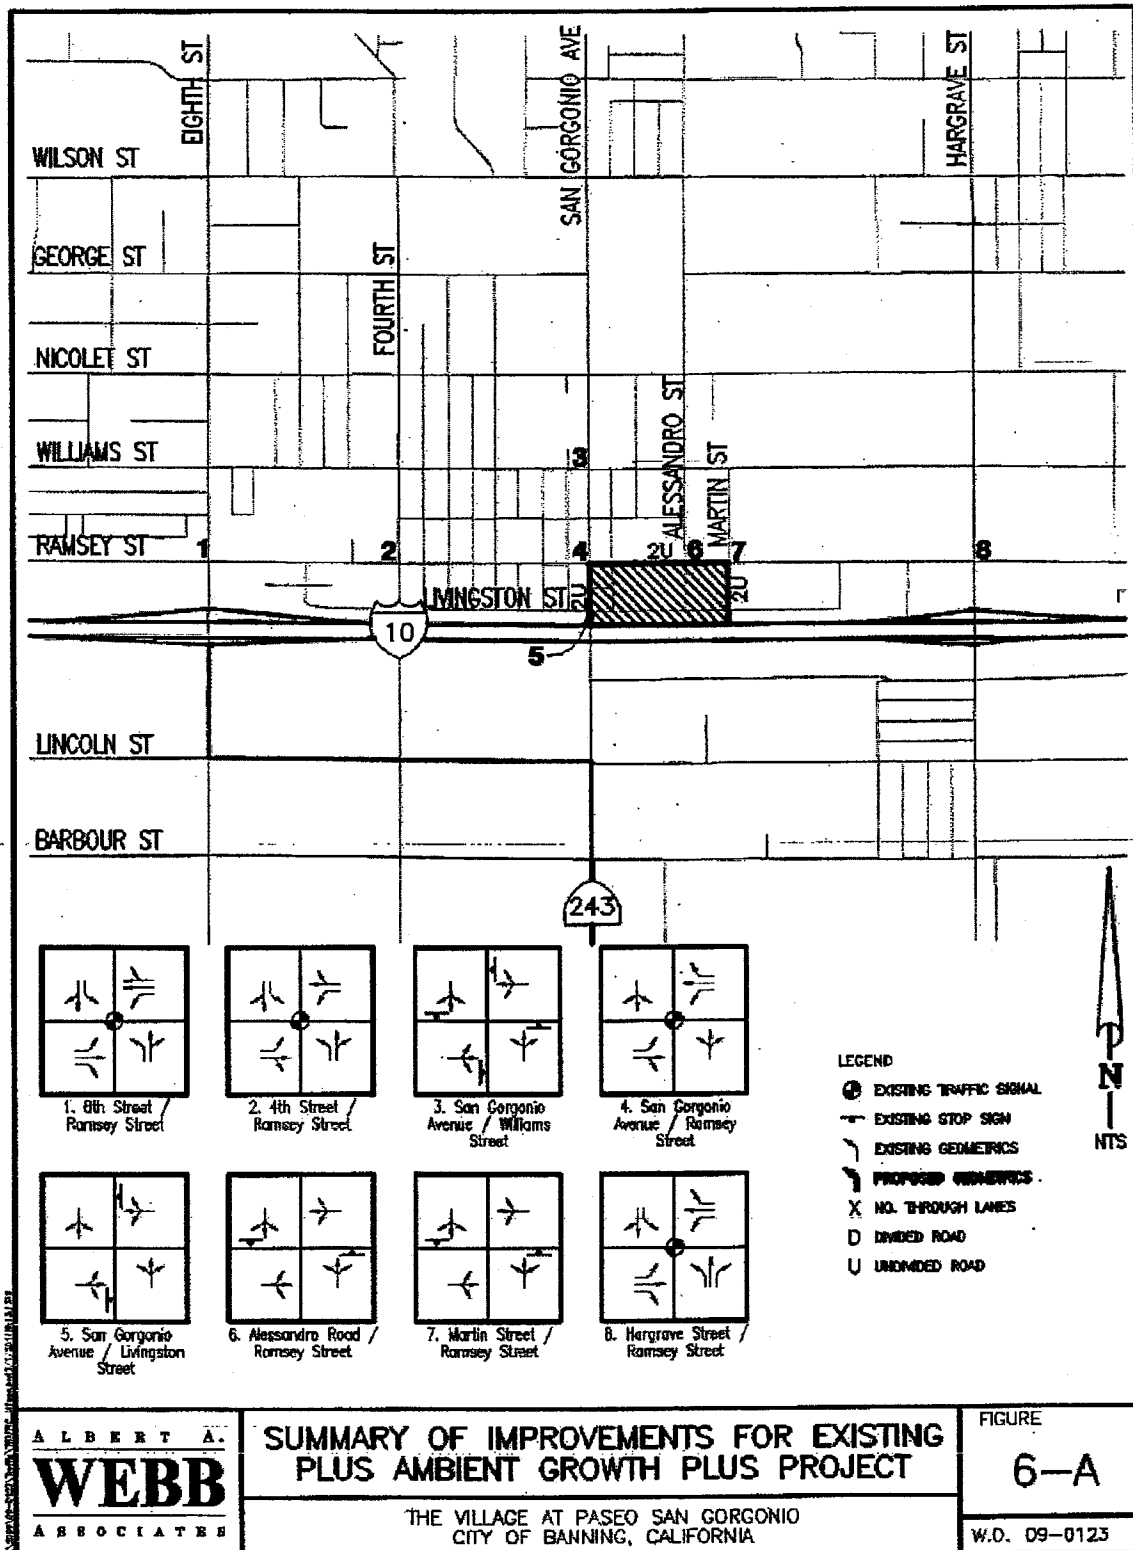 EIGHTH ST
SAN GORGONIO AVE
HARGRAVE ST
WILSON ST
GEORGE ST
FOURTH ST
NICOLET ST
ALESSANDRO ST
WILLIAMS ST
3
MARTIN ST
RAMSEY ST
1
2
4
2U
6
7
8
LIVINGSTON ST
2U
2U
10
5
LINCOLN ST
BARBOUR ST
243
1. 8th Street /
Ramsey Street
2. 4th Street /
Ramsey Street
3. San Gorgonio
Avenue / Williams
Street
4. San Gorgonio
Avenue / Ramsey
Street
5. San Gorgonio
Avenue / Livingston
Street
6. Alessandro Road /
Ramsey Street
7. Martin Street /
Ramsey Street
8. Hargrave Street /
Ramsey Street
LEGEND
EXISTING TRAFFIC SIGNAL
EXISTING STOP SIGN
EXISTING GEOMETRICS
PROPOSED GEOMETRICS
X NO. THROUGH LANES
D DIVIDED ROAD
U UNDIVIDED ROAD
N
NTS
ALBERT A.
WEBB
ASSOCIATES
SUMMARY OF IMPROVEMENTS FOR EXISTING
PLUS AMBIENT GROWTH PLUS PROJECT
THE VILLAGE AT PASEO SAN GORGONIO
CITY OF BANNING, CALIFORNIA
FIGURE
6-A
W.O. 09-0123